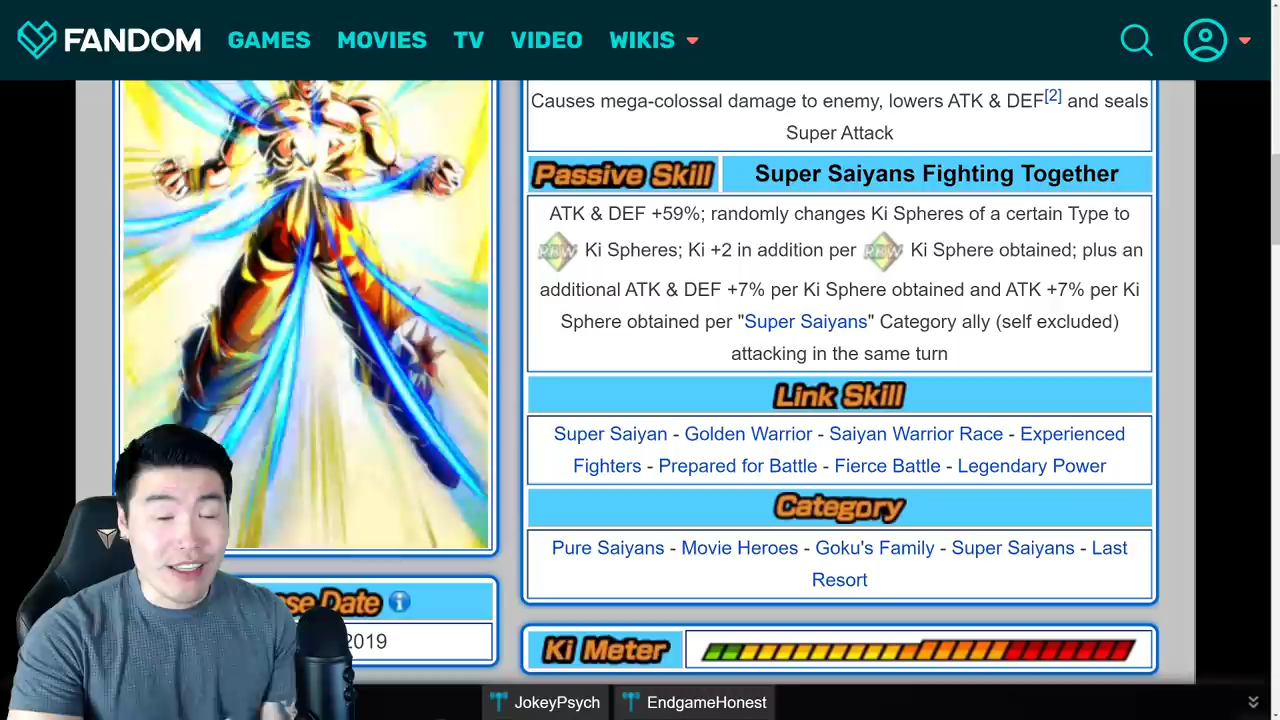 FANDOM GAMES MOVIES TV VIDEO WIKIS
Causes mega-colossal damage to enemy, lowers ATK & DEF[2] and seals
Super Attack
Passive Skill Super Saiyans Fighting Together
ATK & DEF +59%; randomly changes Ki Spheres of a certain Type to
RBW Ki Spheres; Ki +2 in addition per RBW Ki Sphere obtained; plus an
additional ATK & DEF +7% per Ki Sphere obtained and ATK +7% per Ki
Sphere obtained per "Super Saiyans" Category ally (self excluded)
attacking in the same turn
Link Skill
Super Saiyan - Golden Warrior - Saiyan Warrior Race - Experienced
Fighters - Prepared for Battle - Fierce Battle - Legendary Power
Category
Pure Saiyans - Movie Heroes - Goku's Family - Super Saiyans - Last
Resort
se Date
2019
Ki Meter
JokeyPsych EndgameHonest